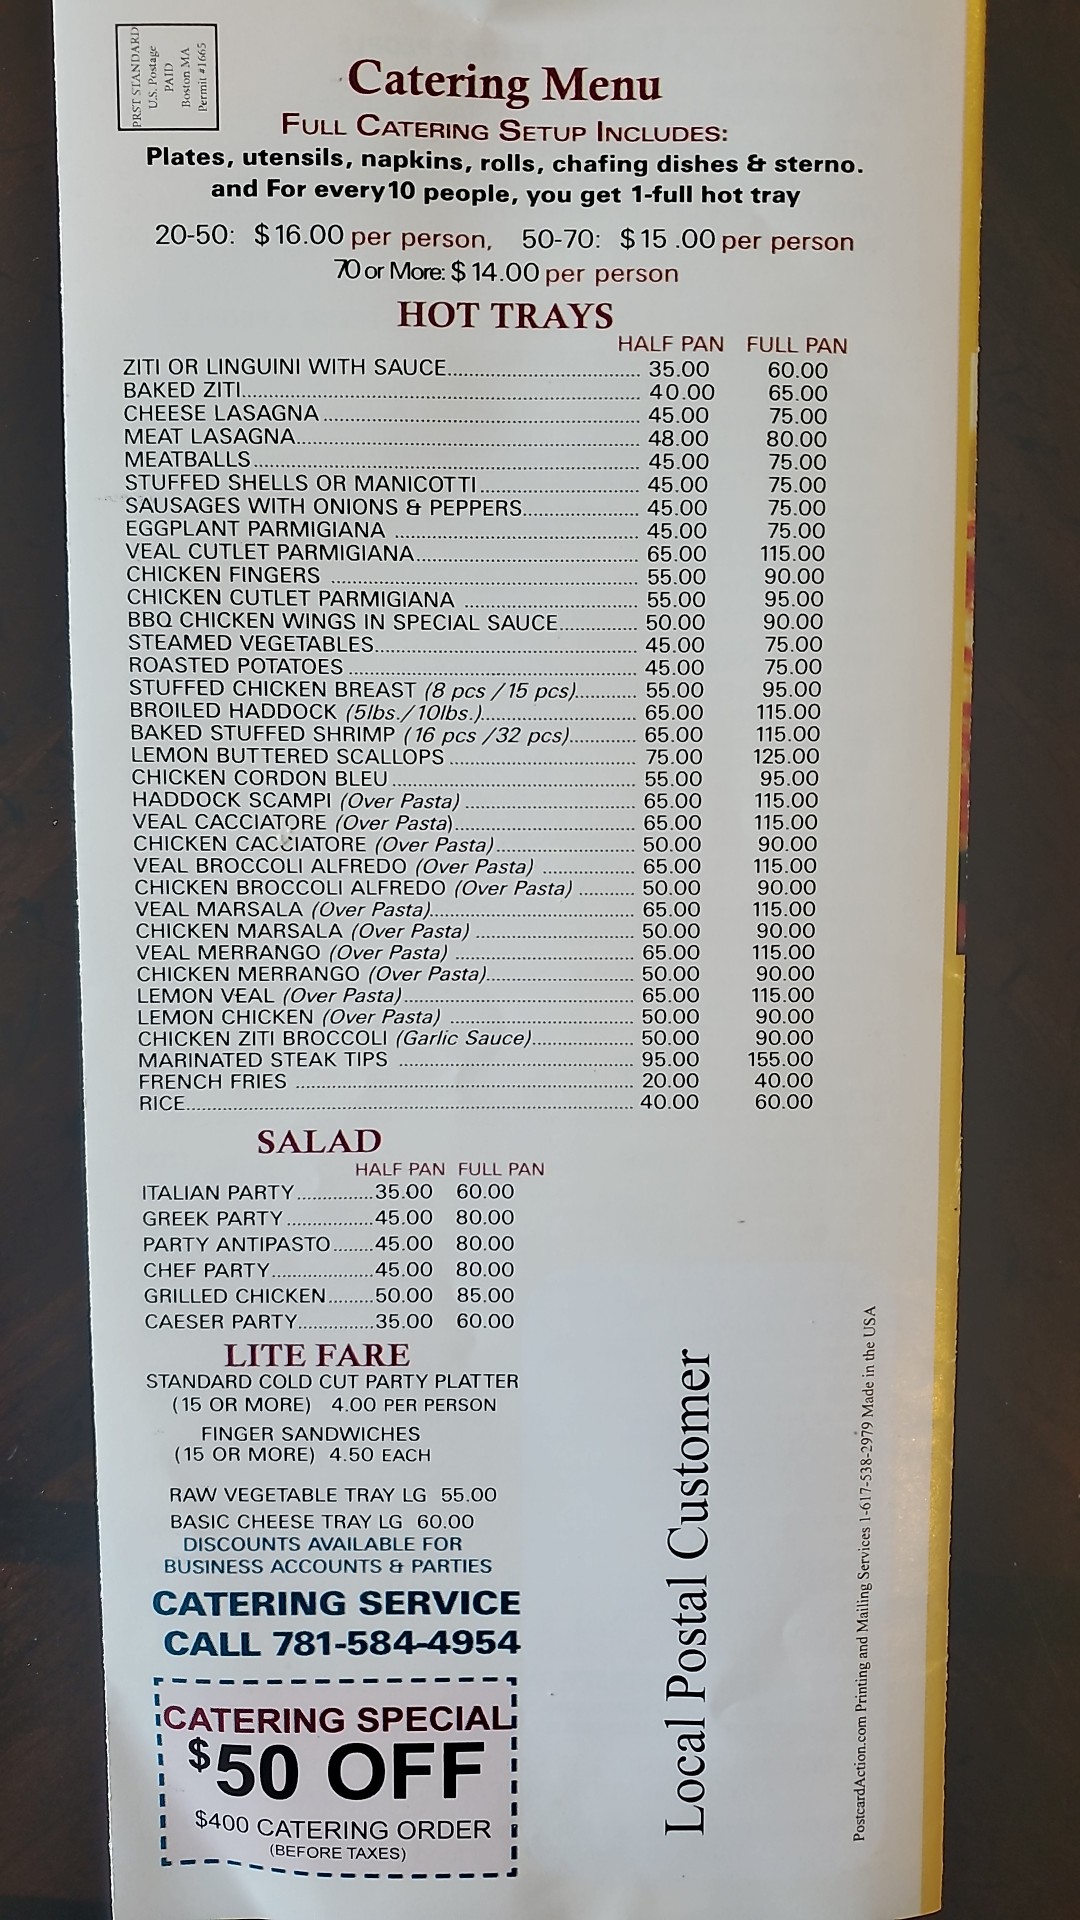 PRST STANDARD
U.S. Postage
PAID
Boston MA
Permit #1665
Catering Menu
FULL CATERING SETUP INCLUDES:
Plates, utensils, napkins, rolls, chafing dishes & sterno.
and For every 10 people, you get 1-full hot tray
20-50: $16.00 per person, 50-70: $15 .00 per person
70 or More: $14.00 per person
HOT TRAYS
HALF PAN FULL PAN
ZITI OR LINGUINI WITH SAUCE 35.00 60.00
BAKED ZITI 40.00 65.00
CHEESE LASAGNA 45.00 75.00
MEAT LASAGNA 48.00 80.00
MEATBALLS 45.00 75.00
STUFFED SHELLS OR MANICOTTI 45.00 75.00
SAUSAGES WITH ONIONS & PEPPERS 45.00 75.00
EGGPLANT PARMIGIANA 45.00 75.00
VEAL CUTLET PARMIGIANA 65.00 115.00
CHICKEN FINGERS 55.00 90.00
CHICKEN CUTLET PARMIGIANA 55.00 95.00
BBQ CHICKEN WINGS IN SPECIAL SAUCE 50.00 90.00
STEAMED VEGETABLES 45.00 75.00
ROASTED POTATOES 45.00 75.00
STUFFED CHICKEN BREAST (8 pcs / 15 pcs) 55.00 95.00
BROILED HADDOCK (5lbs./ 10lbs.) 65.00 115.00
BAKED STUFFED SHRIMP (16 pcs /32 pcs) 65.00 115.00
LEMON BUTTERED SCALLOPS 75.00 125.00
CHICKEN CORDON BLEU 55.00 95.00
HADDOCK SCAMPI (Over Pasta) 65.00 115.00
VEAL CACCIATORE (Over Pasta) 65.00 115.00
CHICKEN CACCIATORE (Over Pasta) 50.00 90.00
VEAL BROCCOLI ALFREDO (Over Pasta) 65.00 115.00
CHICKEN BROCCOLI ALFREDO (Over Pasta) 50.00 90.00
VEAL MARSALA (Over Pasta) 65.00 115.00
CHICKEN MARSALA (Over Pasta) 50.00 90.00
VEAL MERRANGO (Over Pasta) 65.00 115.00
CHICKEN MERRANGO (Over Pasta) 50.00 90.00
LEMON VEAL (Over Pasta) 65.00 115.00
LEMON CHICKEN (Over Pasta) 50.00 90.00
CHICKEN ZITI BROCCOLI (Garlic Sauce) 50.00 90.00
MARINATED STEAK TIPS 95.00 155.00
FRENCH FRIES 20.00 40.00
RICE 40.00 60.00
SALAD
HALF PAN FULL PAN
ITALIAN PARTY 35.00 60.00
GREEK PARTY 45.00 80.00
PARTY ANTIPASTO 45.00 80.00
CHEF PARTY 45.00 80.00
GRILLED CHICKEN 50.00 85.00
CAESER PARTY 35.00 60.00
LITE FARE
STANDARD COLD CUT PARTY PLATTER
(15 OR MORE) 4.00 PER PERSON
FINGER SANDWICHES
(15 OR MORE) 4.50 EACH
RAW VEGETABLE TRAY LG 55.00
BASIC CHEESE TRAY LG 60.00
DISCOUNTS AVAILABLE FOR
BUSINESS ACCOUNTS & PARTIES
CATERING SERVICE
CALL 781-584-4954
CATERING SPECIAL
$50 OFF
$400 CATERING ORDER
(BEFORE TAXES)
Local Postal Customer
PostcardAction.com Printing and Mailing Services 1-617-538-2979 Made in the USA